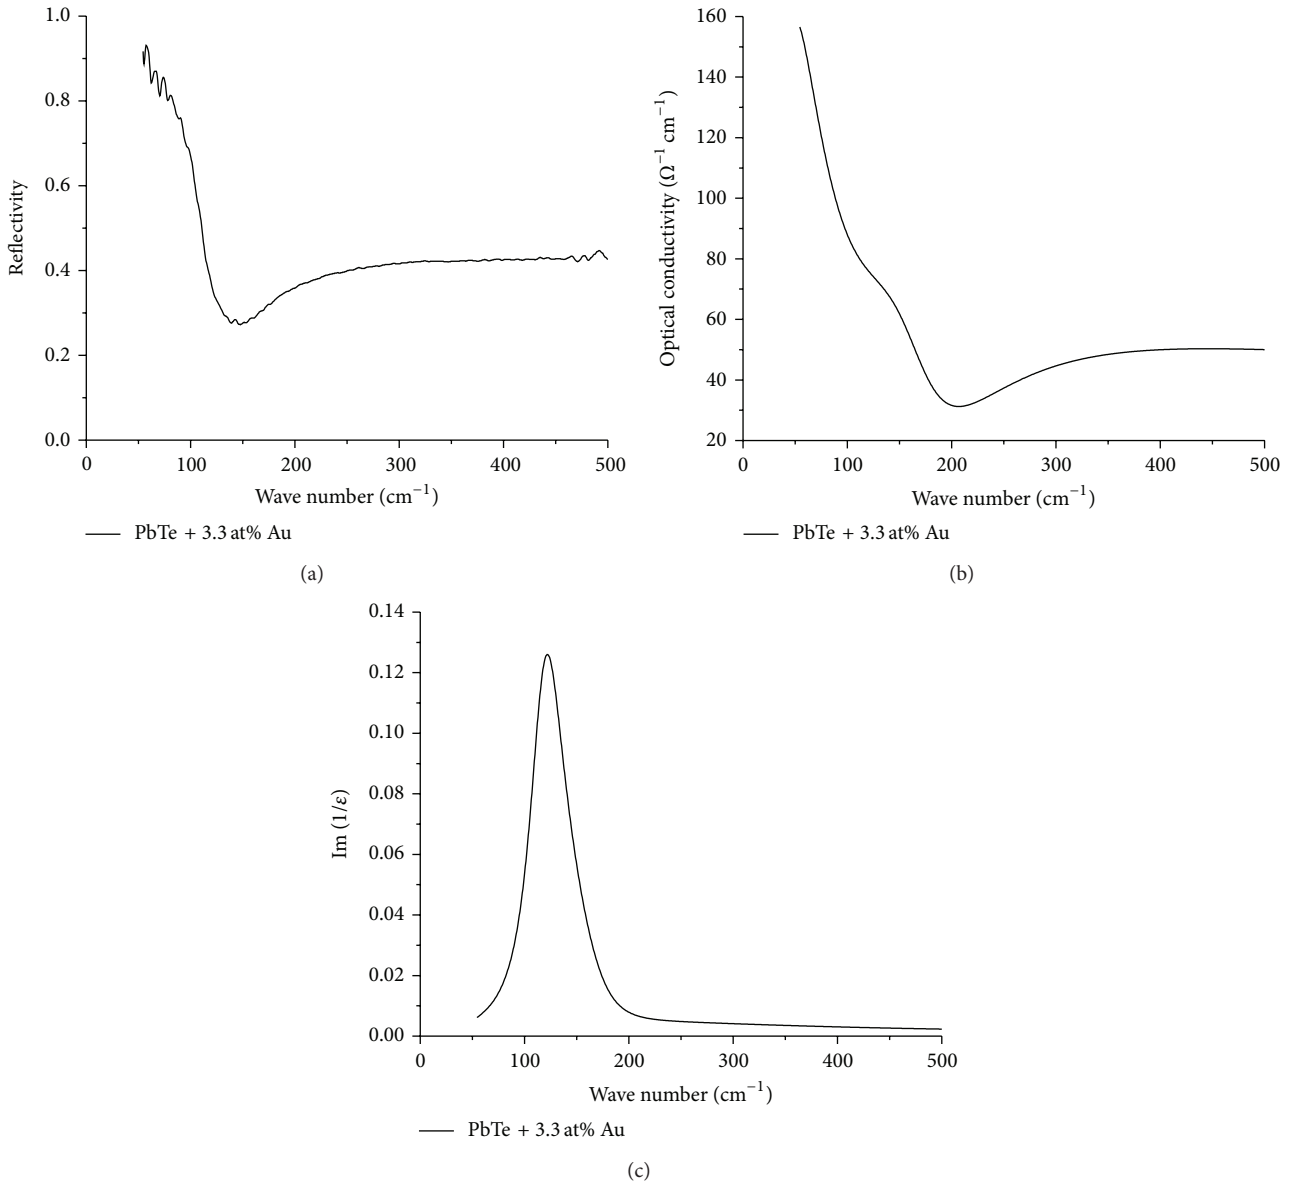 1.0
0.8
0.6
0.4
0.2
0.0
Reflectivity
0 100 200 300 400 500
Wave number (cm⁻¹)
PbTe + 3.3 at% Au
(a)
160
140
120
100
80
60
40
20
Optical conductivity (Ω⁻¹ cm⁻¹)
0 100 200 300 400 500
Wave number (cm⁻¹)
PbTe + 3.3 at% Au
(b)
0.14
0.12
0.10
0.08
0.06
0.04
0.02
0.00
Im (1/ε)
0 100 200 300 400 500
Wave number (cm⁻¹)
PbTe + 3.3 at% Au
(c)